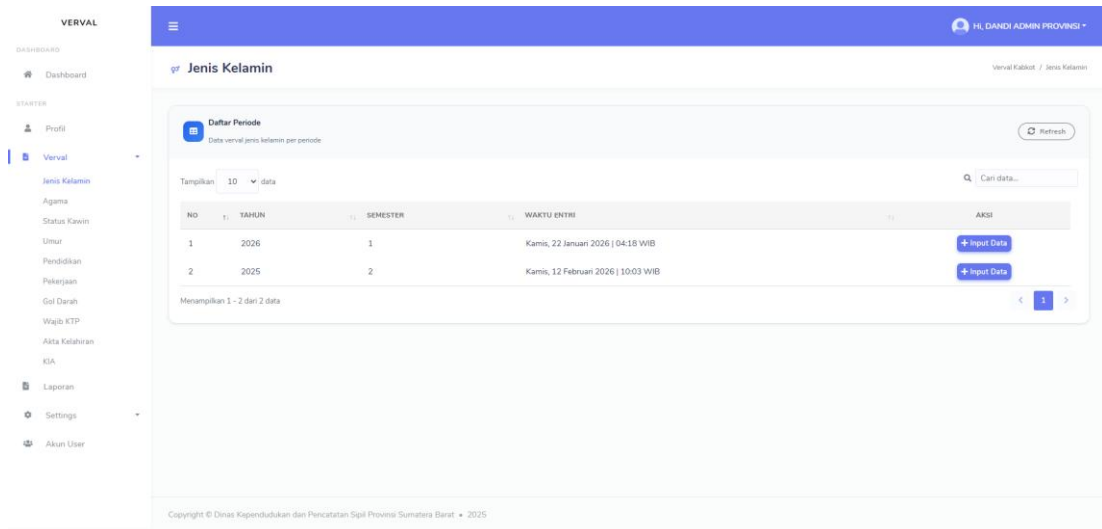 VERVAL
HI, DANDI ADMIN PROVINSI
DASHBOARD
Dashboard
STARTER
Profil
Verval
Jenis Kelamin
Agama
Status Kawin
Umur
Pendidikan
Pekerjaan
Gol Darah
Wajib KTP
Akta Kelahiran
KIA
Laporan
Settings
Akun User
Jenis Kelamin
Verval Kabkot / Jenis Kelamin
Daftar Periode
Data verval jenis kelamin per periode
Refresh
Tampilkan 10 data
Cari data...
NO TAHUN SEMESTER WAKTU ENTRI AKSI
1 2026 1 Kamis, 22 Januari 2026 | 04:18 WIB + Input Data
2 2025 2 Kamis, 12 Februari 2026 | 10:03 WIB + Input Data
Menampilkan 1 - 2 dari 2 data
< 1 >
Copyright © Dinas Kependudukan dan Pencatatan Sipil Provinsi Sumatera Barat • 2025